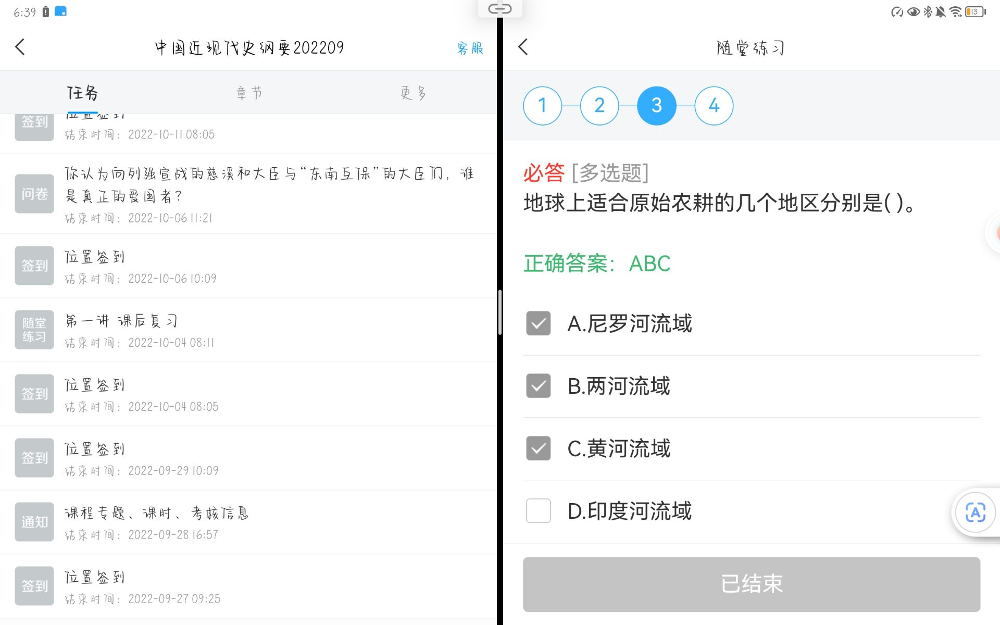 6:39
13
中国近现代史纲要202209
客服
任务
章节
更多
签到
位置签到
结束时间：2022-10-11 08:05
问卷
你认为向列强宣战的慈溪和大臣与“东南互保”的大臣们，谁
是真正的爱国者？
结束时间：2022-10-06 11:21
签到
位置签到
结束时间：2022-10-06 10:09
随堂
练习
第一讲 课后复习
结束时间：2022-10-04 08:11
签到
位置签到
结束时间：2022-10-04 08:05
签到
位置签到
结束时间：2022-09-29 10:09
通知
课程专题、课时、考核信息
结束时间：2022-09-28 16:57
签到
位置签到
结束时间：2022-09-27 09:25
随堂练习
1
2
3
4
必答 [多选题]
地球上适合原始农耕的几个地区分别是( )。
正确答案：ABC
A.尼罗河流域
B.两河流域
C.黄河流域
D.印度河流域
A
已结束